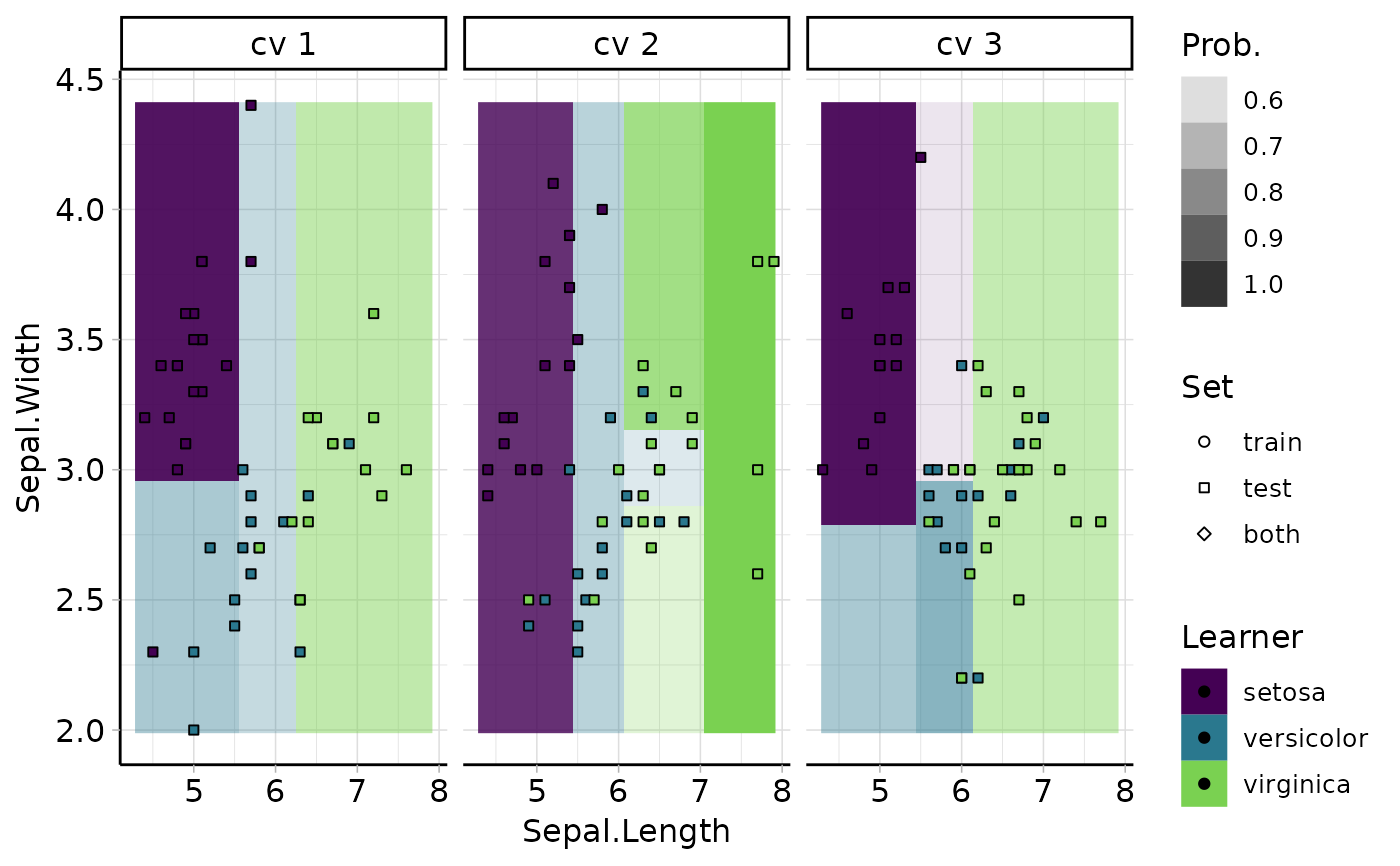 cv 1
cv 2
cv 3
4.5
4.0
3.5
3.0
2.5
2.0
Sepal.Width
5 6 7 8
5 6 7 8
5 6 7 8
Sepal.Length
Prob.
0.6
0.7
0.8
0.9
1.0
Set
train
test
both
Learner
setosa
versicolor
virginica